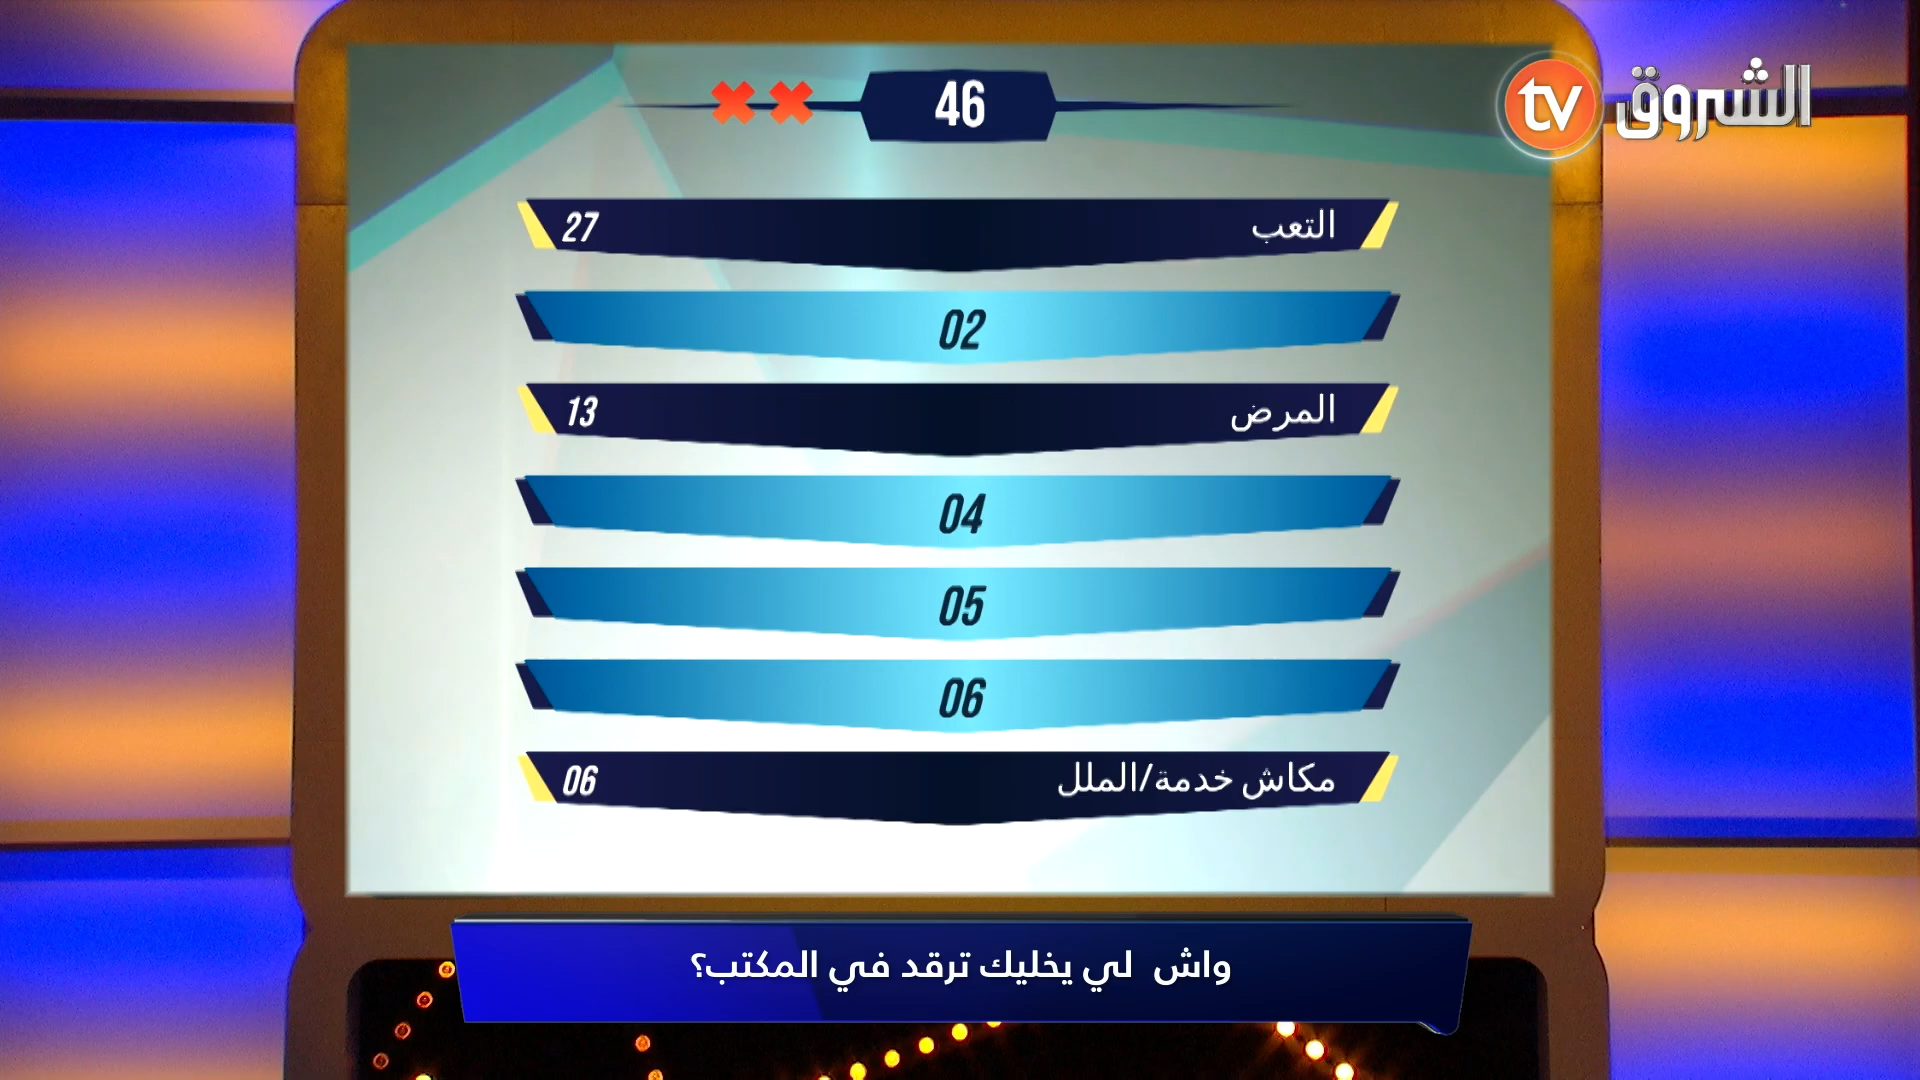 46
tv الشروق
التعب 27
02
المرض 13
04
05
06
مكاش خدمة/الملل 06
واش لي يخليك ترقد في المكتب؟